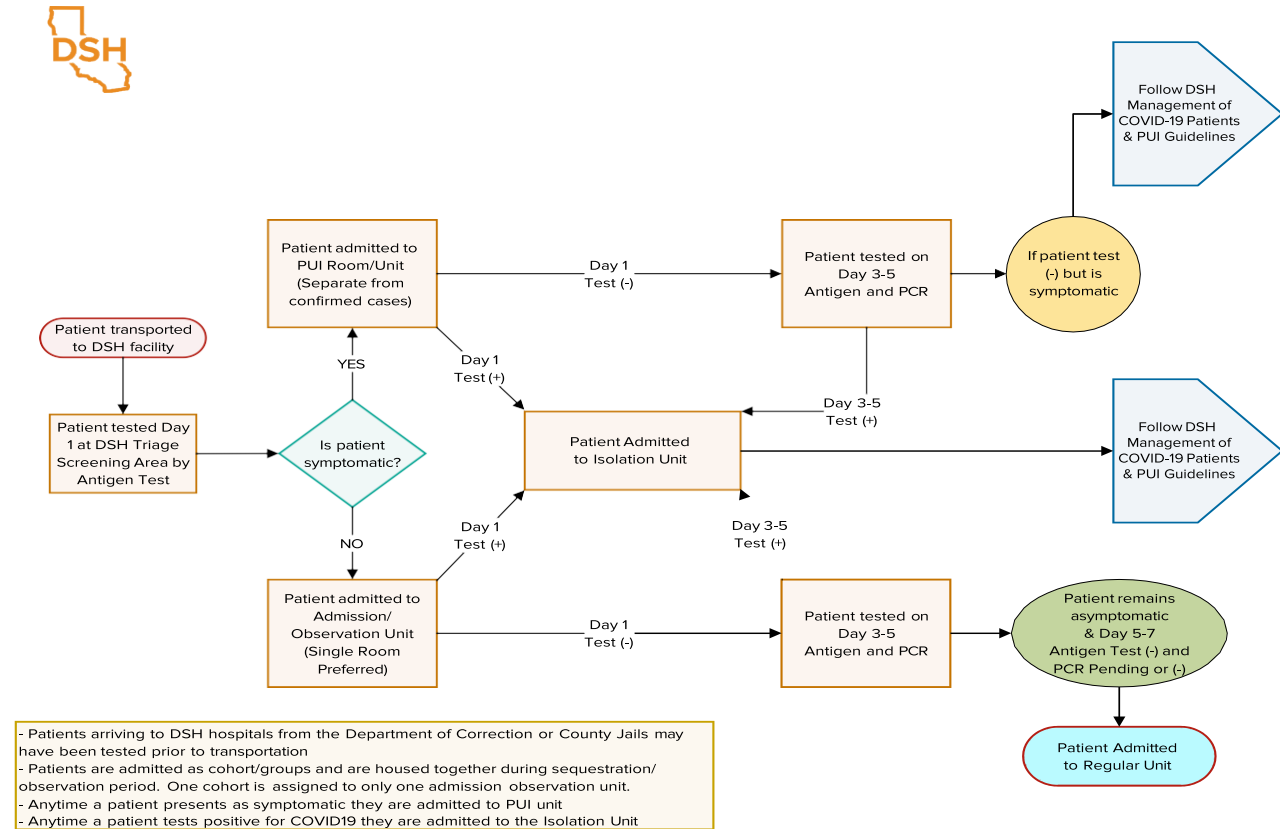 DSH
Follow DSH
Management of
COVID-19 Patients
& PUI Guidelines
Patient admitted to
PUI Room/Unit
(Separate from
confirmed cases)
Day 1
Test (-)
Patient tested on
Day 3-5
Antigen and PCR
If patient test
(-) but is
symptomatic
Patient transported
to DSH facility
YES
Day 1
Test (+)
Day 3-5
Test (+)
Patient tested Day
1 at DSH Triage
Screening Area by
Antigen Test
Is patient
symptomatic?
Patient Admitted
to Isolation Unit
Follow DSH
Management of
COVID-19 Patients
& PUI Guidelines
NO
Day 1
Test (+)
Day 3-5
Test (+)
Patient admitted to
Admission/
Observation Unit
(Single Room
Preferred)
Day 1
Test (-)
Patient tested on
Day 3-5
Antigen and PCR
Patient remains
asymptomatic
& Day 5-7
Antigen Test (-) and
PCR Pending or (-)
Patient Admitted
to Regular Unit
- Patients arriving to DSH hospitals from the Department of Correction or County Jails may
have been tested prior to transportation
- Patients are admitted as cohort/groups and are housed together during sequestration/
observation period. One cohort is assigned to only one admission observation unit.
- Anytime a patient presents as symptomatic they are admitted to PUI unit
- Anytime a patient tests positive for COVID19 they are admitted to the Isolation Unit